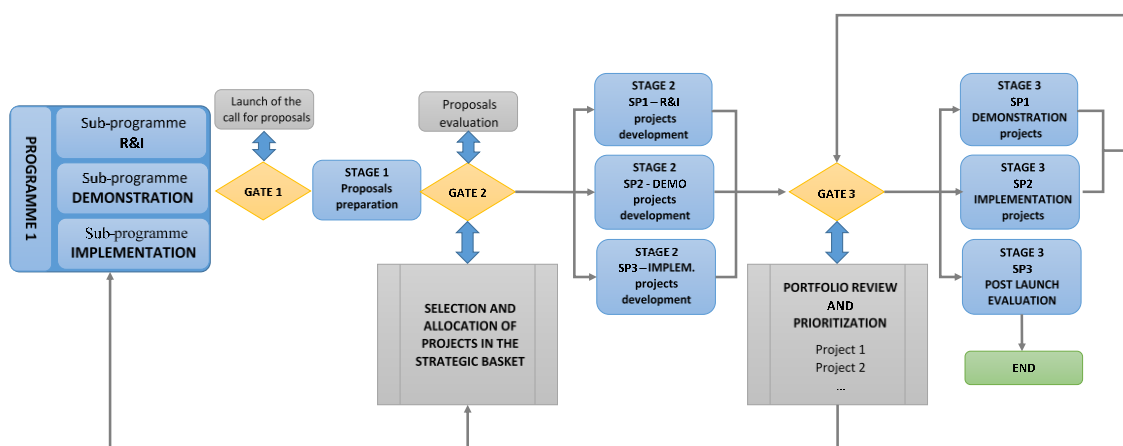 PROGRAMME 1
Sub-programme
R&I
Sub-programme
DEMONSTRATION
Sub-programme
IMPLEMENTATION
Launch of the
call for proposals
GATE 1
STAGE 1
Proposals
preparation
Proposals
evaluation
GATE 2
SELECTION AND
ALLOCATION OF
PROJECTS IN THE
STRATEGIC BASKET
STAGE 2
SP1–R&I
projects
development
STAGE 2
SP2 - DEMO
projects
development
STAGE 2
SP3–IMPLEM.
projects
development
GATE 3
PORTFOLIO REVIEW
AND
PRIORITIZATION
Project 1
Project 2
...
STAGE 3
SP1
DEMONSTRATION
projects
STAGE 3
SP2
IMPLEMENTATION
projects
STAGE 3
SP3
POST LAUNCH
EVALUATION
END